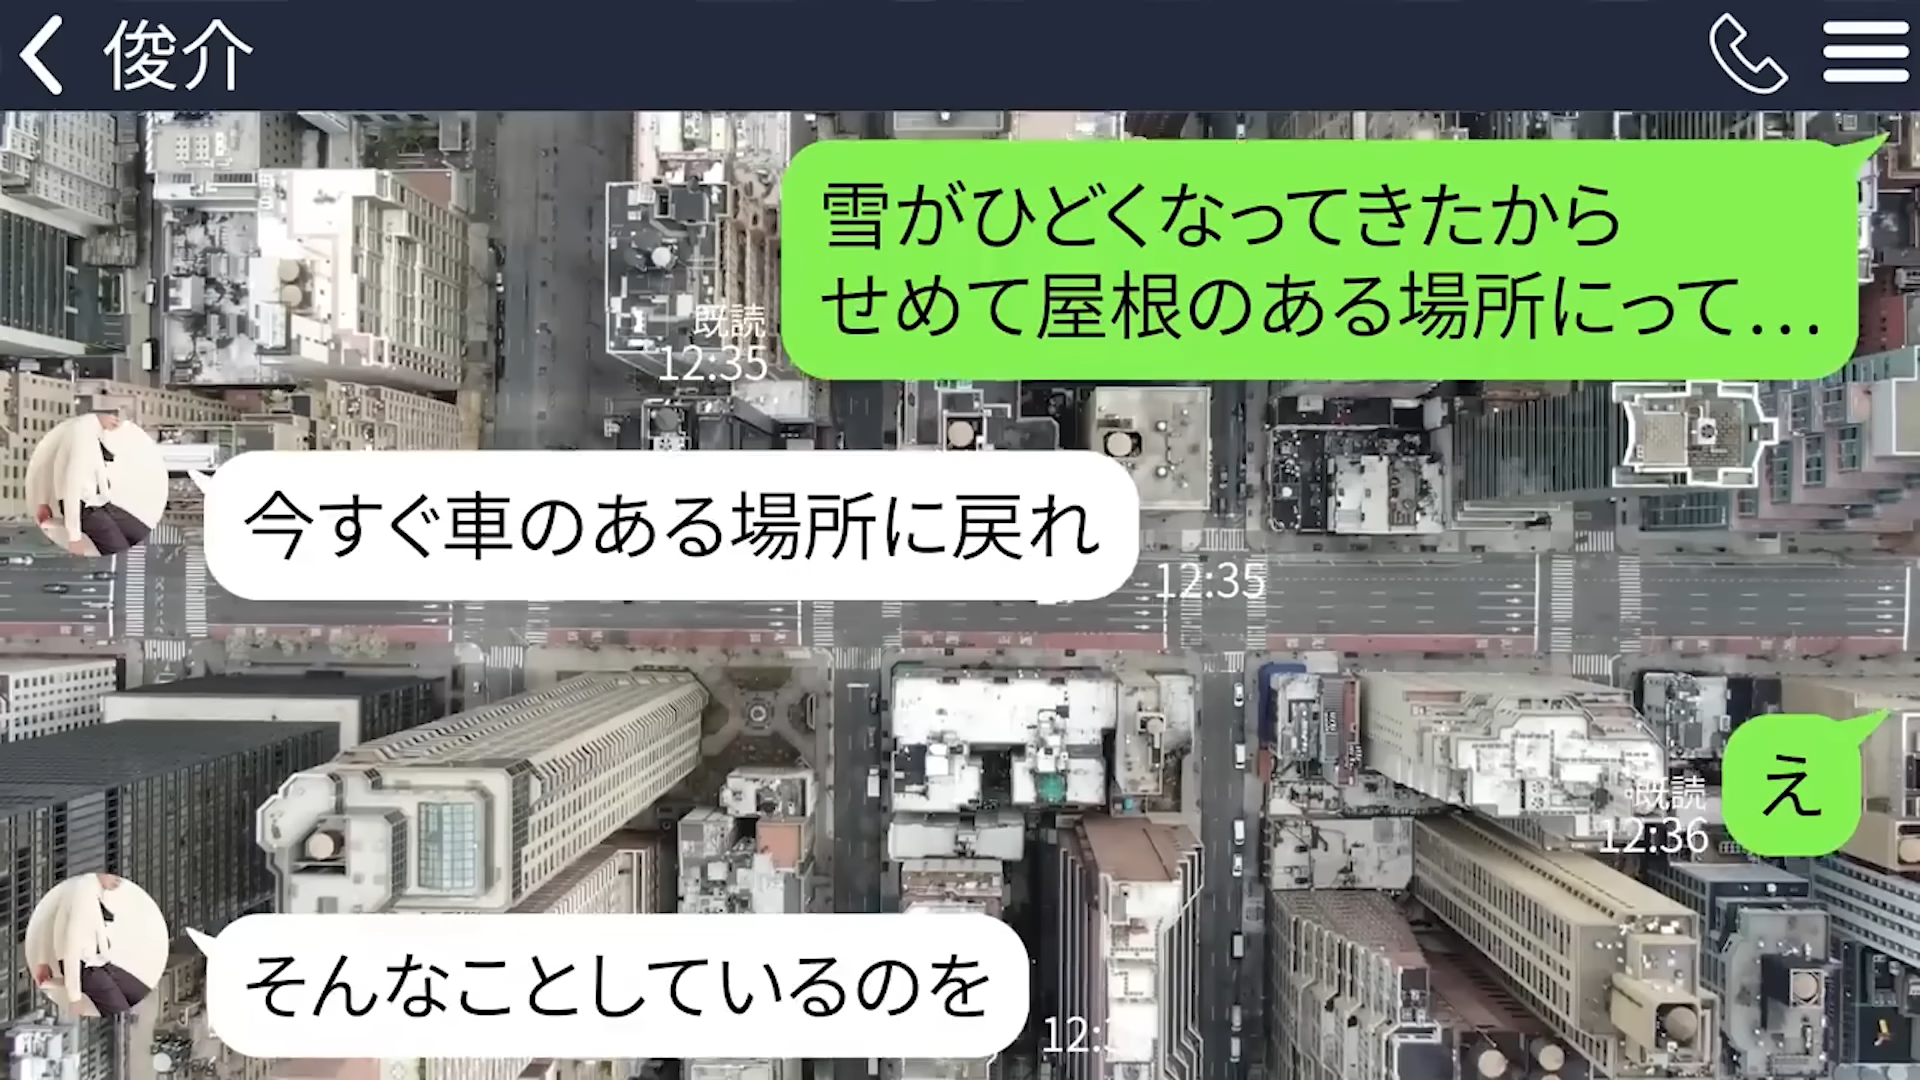 俊介
雪がひどくなってきたから
せめて屋根のある場所にって…
既読
12:35
今すぐ車のある場所に戻れ
12:35
え
既読
12:36
そんなことしているのを